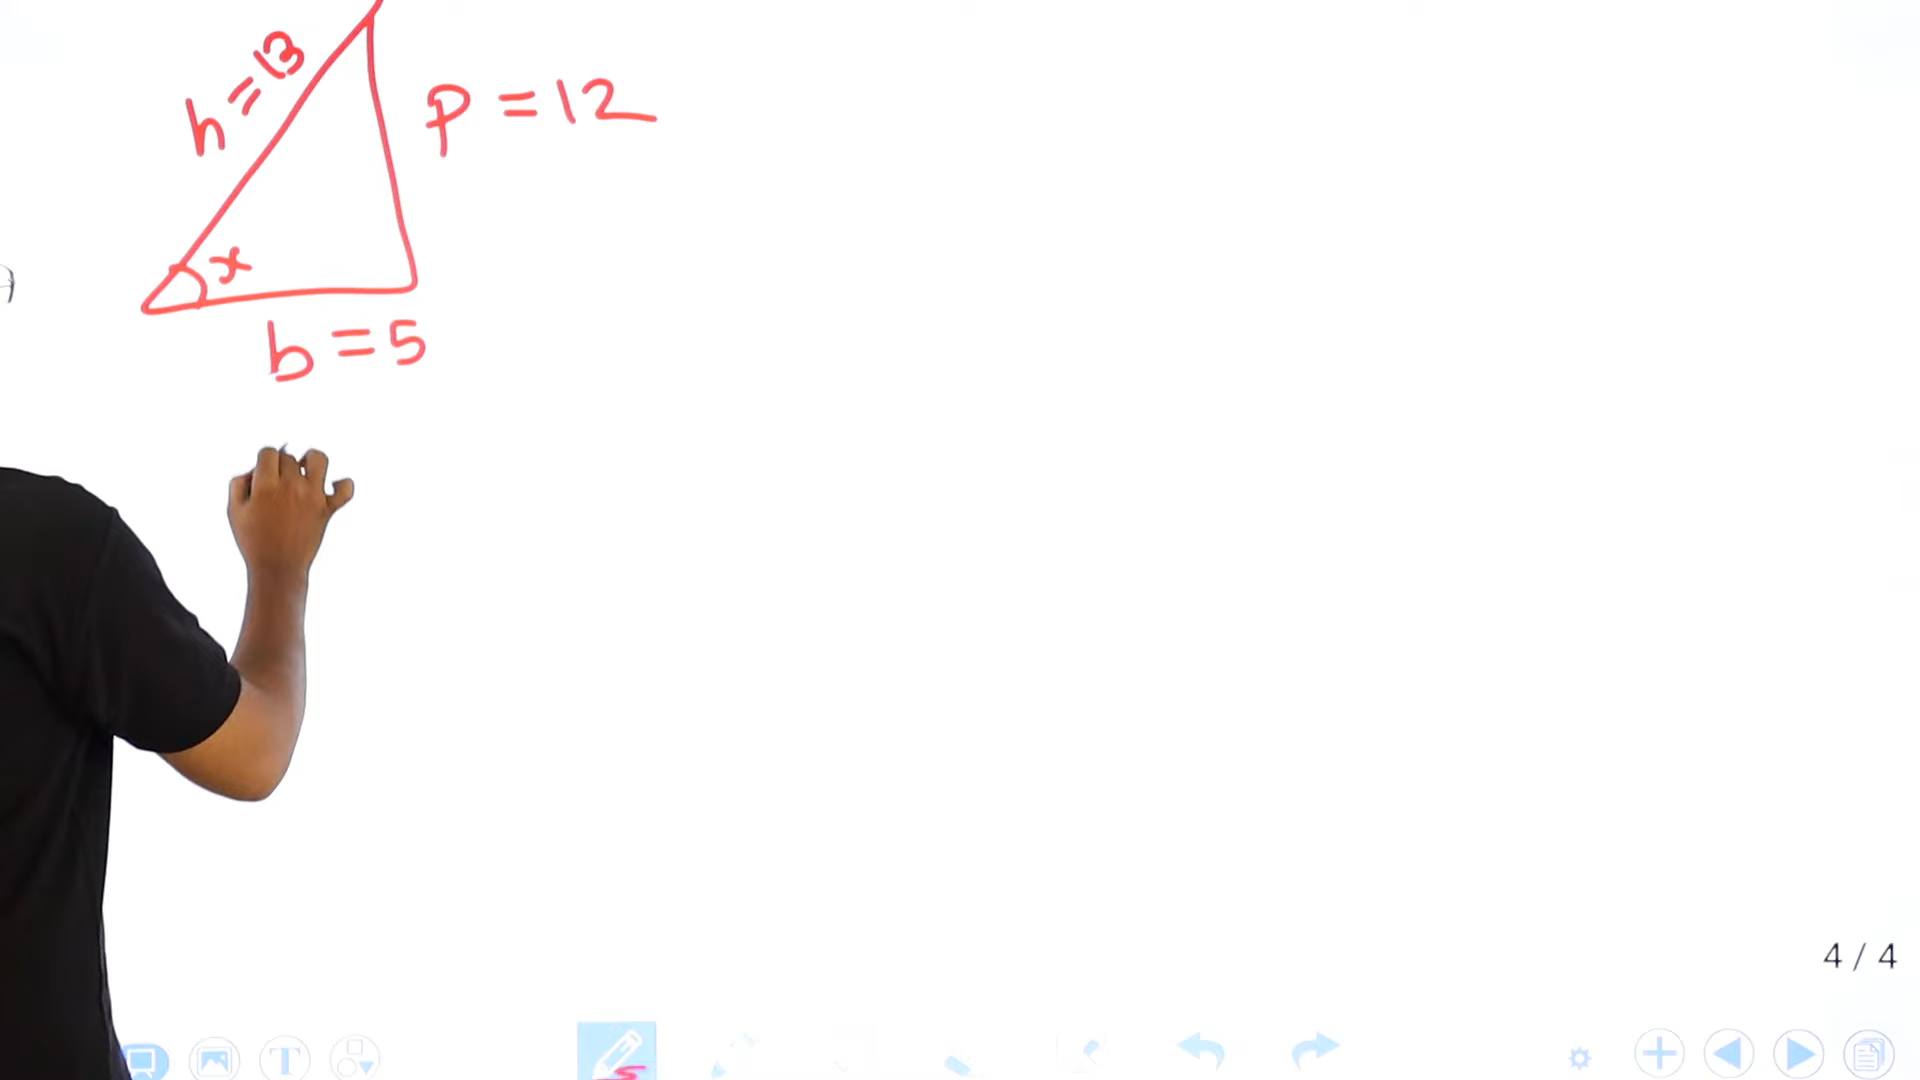 h=13
p = 12
x
b = 5
4 / 4
T